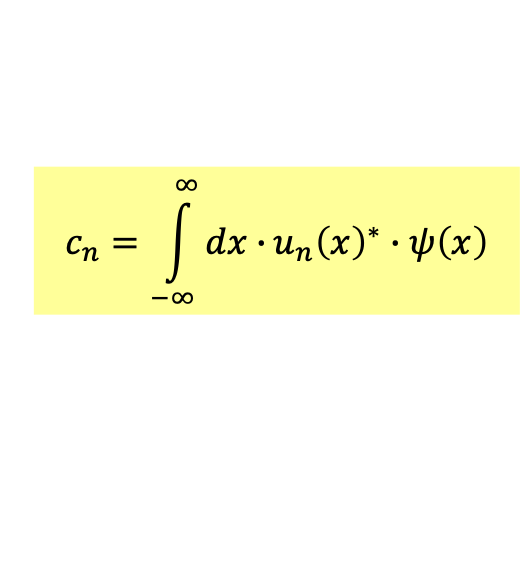 cₙ = ∫_{-∞}^{∞} dx · uₙ(x)* · ψ(x)